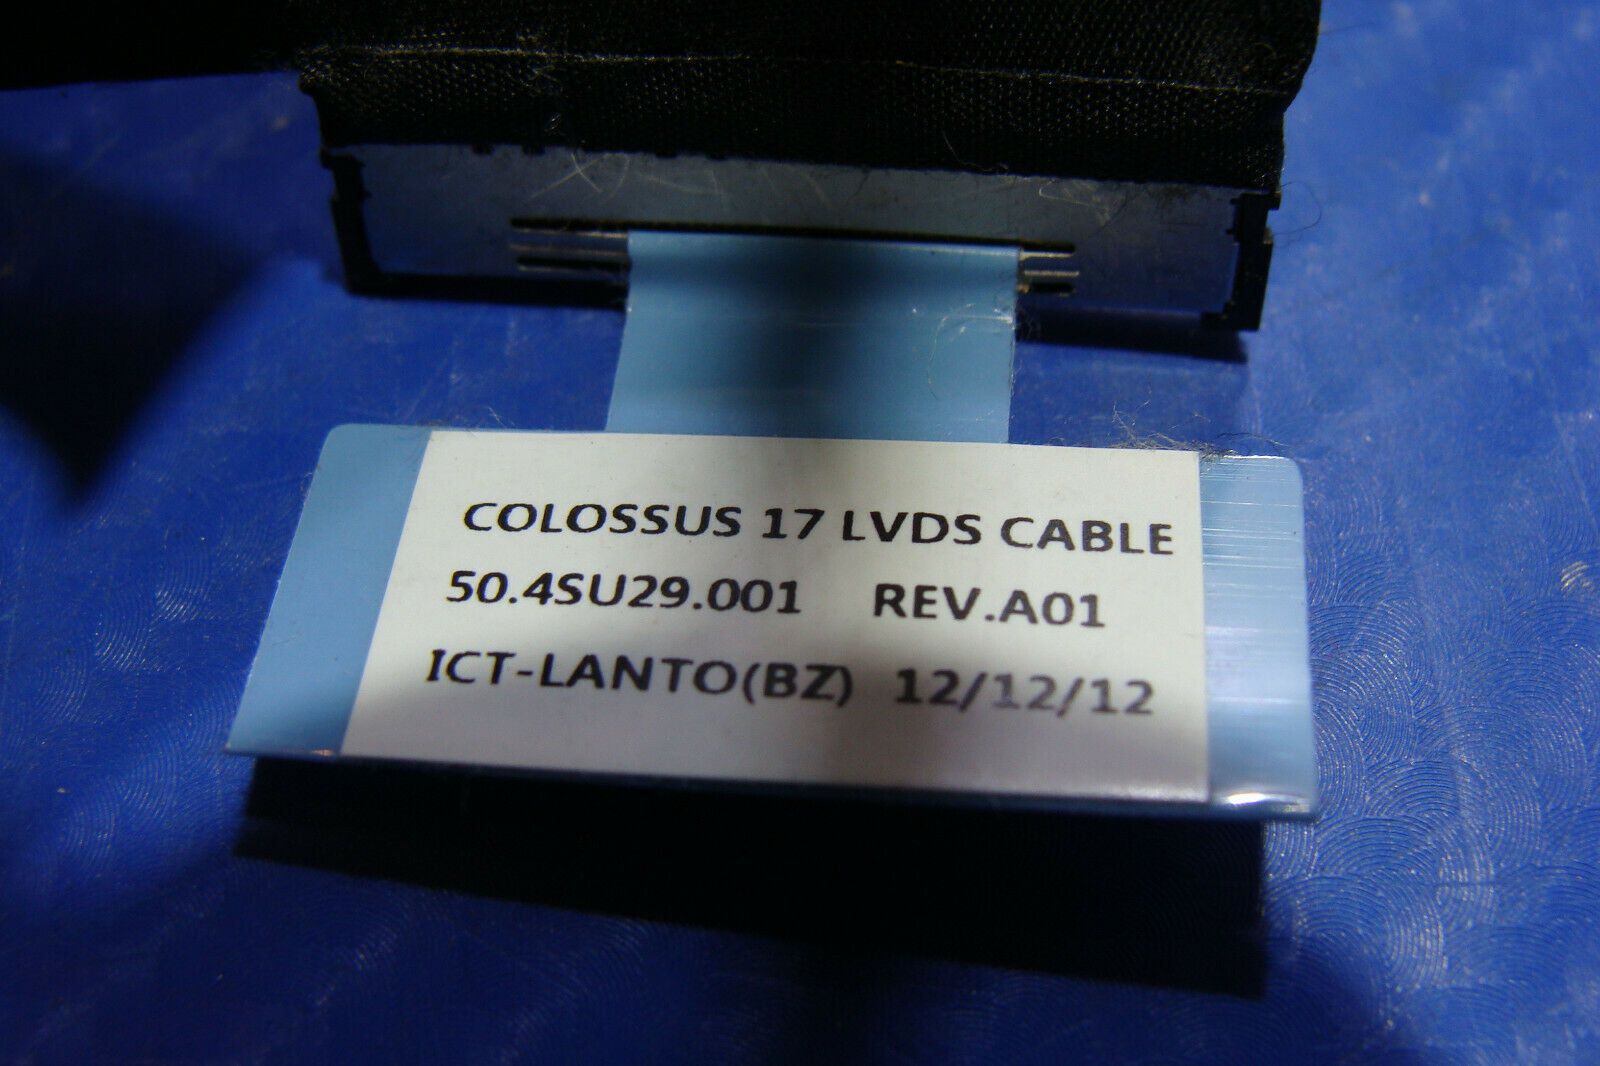 COLOSSUS 17 LVDS CABLE
50.4SU29.001 REV.A01
ICT-LANTO(BZ) 12/12/12